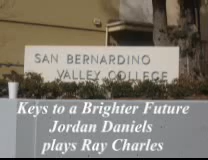 SAN BERNARDINO
VALLEY COLLEGE
Keys to a Brighter Future
Jordan Daniels
plays Ray Charles